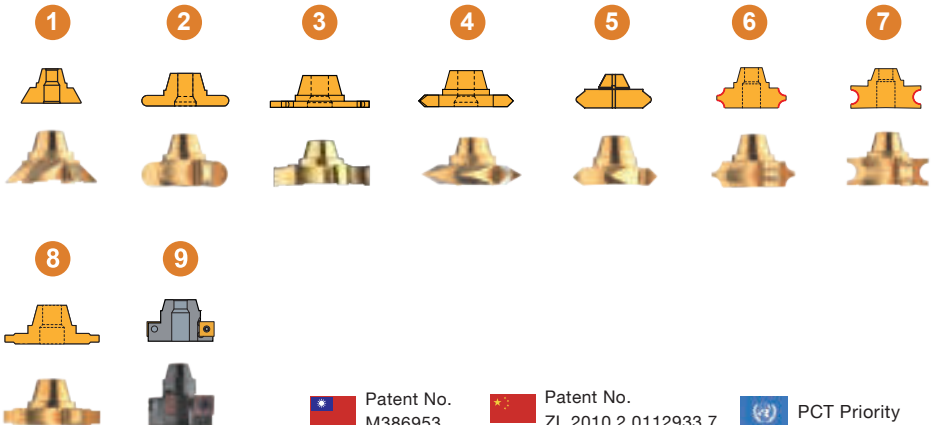 1 2 3 4 5 6 7
8 9
Patent No.
M386953
Patent No.
ZL 2010 2 0112933.7
PCT Priority